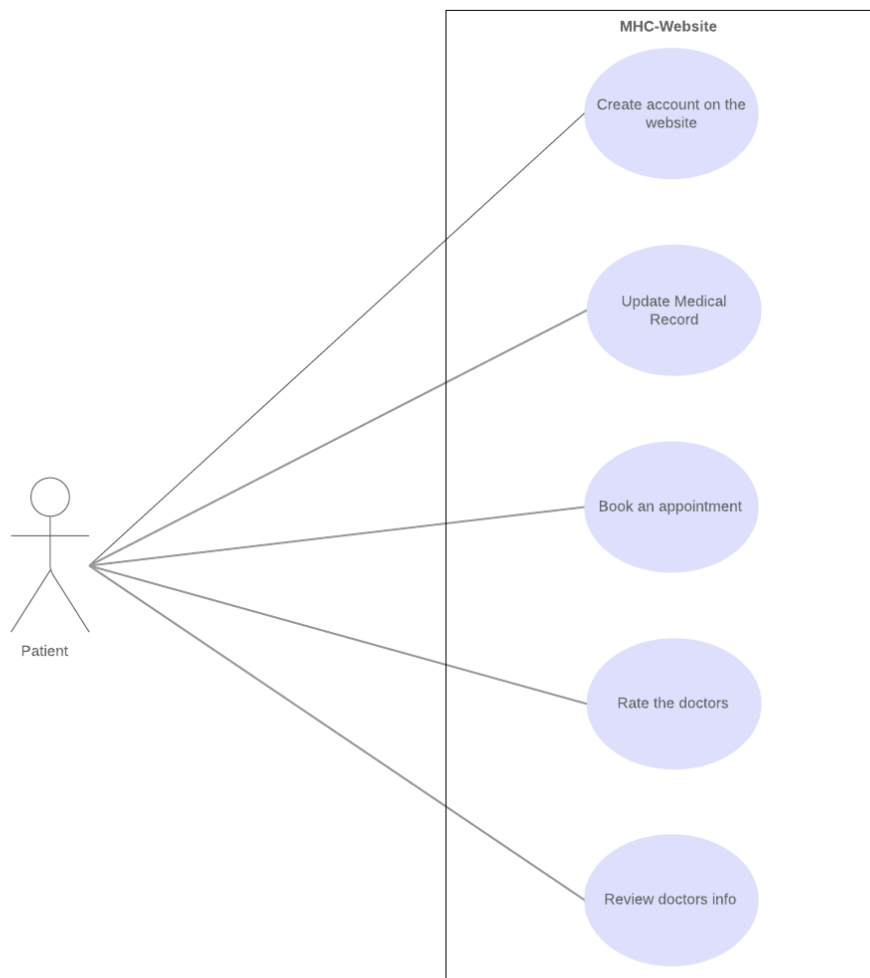 MHC-Website
Create account on the
website
Update Medical
Record
Book an appointment
Patient
Rate the doctors
Review doctors info